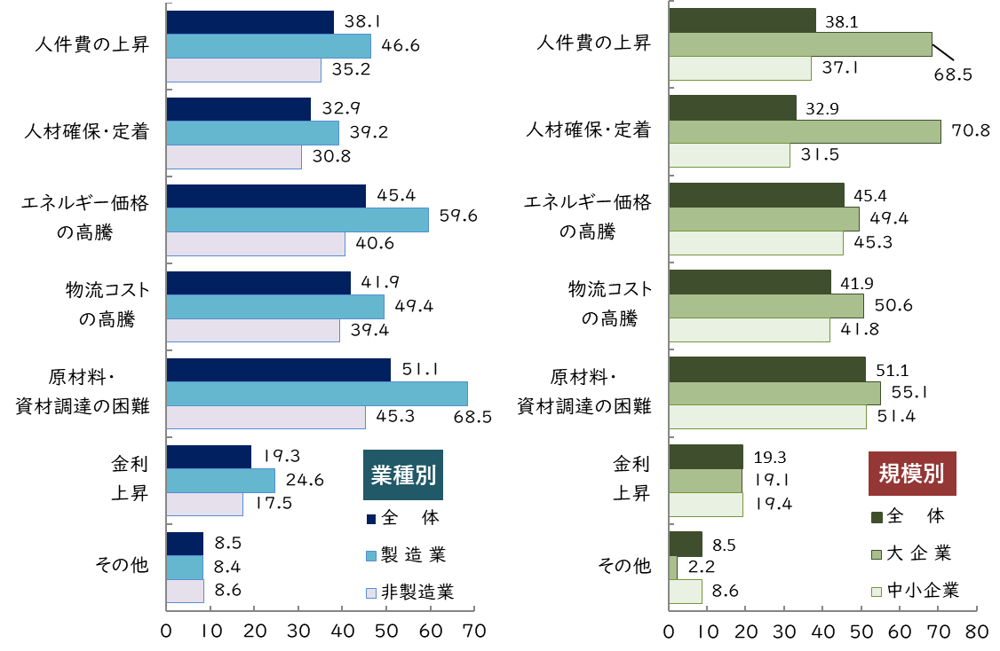 人件費の上昇
38.1
46.6
35.2
人材確保・定着
32.9
39.2
30.8
エネルギー価格
の高騰
45.4
59.6
40.6
物流コスト
の高騰
41.9
49.4
39.4
原材料・
資材調達の困難
51.1
68.5
45.3
金利
上昇
19.3
24.6
17.5
その他
8.5
8.4
8.6
業種別
全 体
製 造 業
非製造業
0 10 20 30 40 50 60 70
人件費の上昇
38.1
68.5
37.1
人材確保・定着
32.9
70.8
31.5
エネルギー価格
の高騰
45.4
49.4
45.3
物流コスト
の高騰
41.9
50.6
41.8
原材料・
資材調達の困難
51.1
55.1
51.4
金利
上昇
19.3
19.1
19.4
その他
8.5
2.2
8.6
規模別
全 体
大 企 業
中小企業
0 10 20 30 40 50 60 70 80